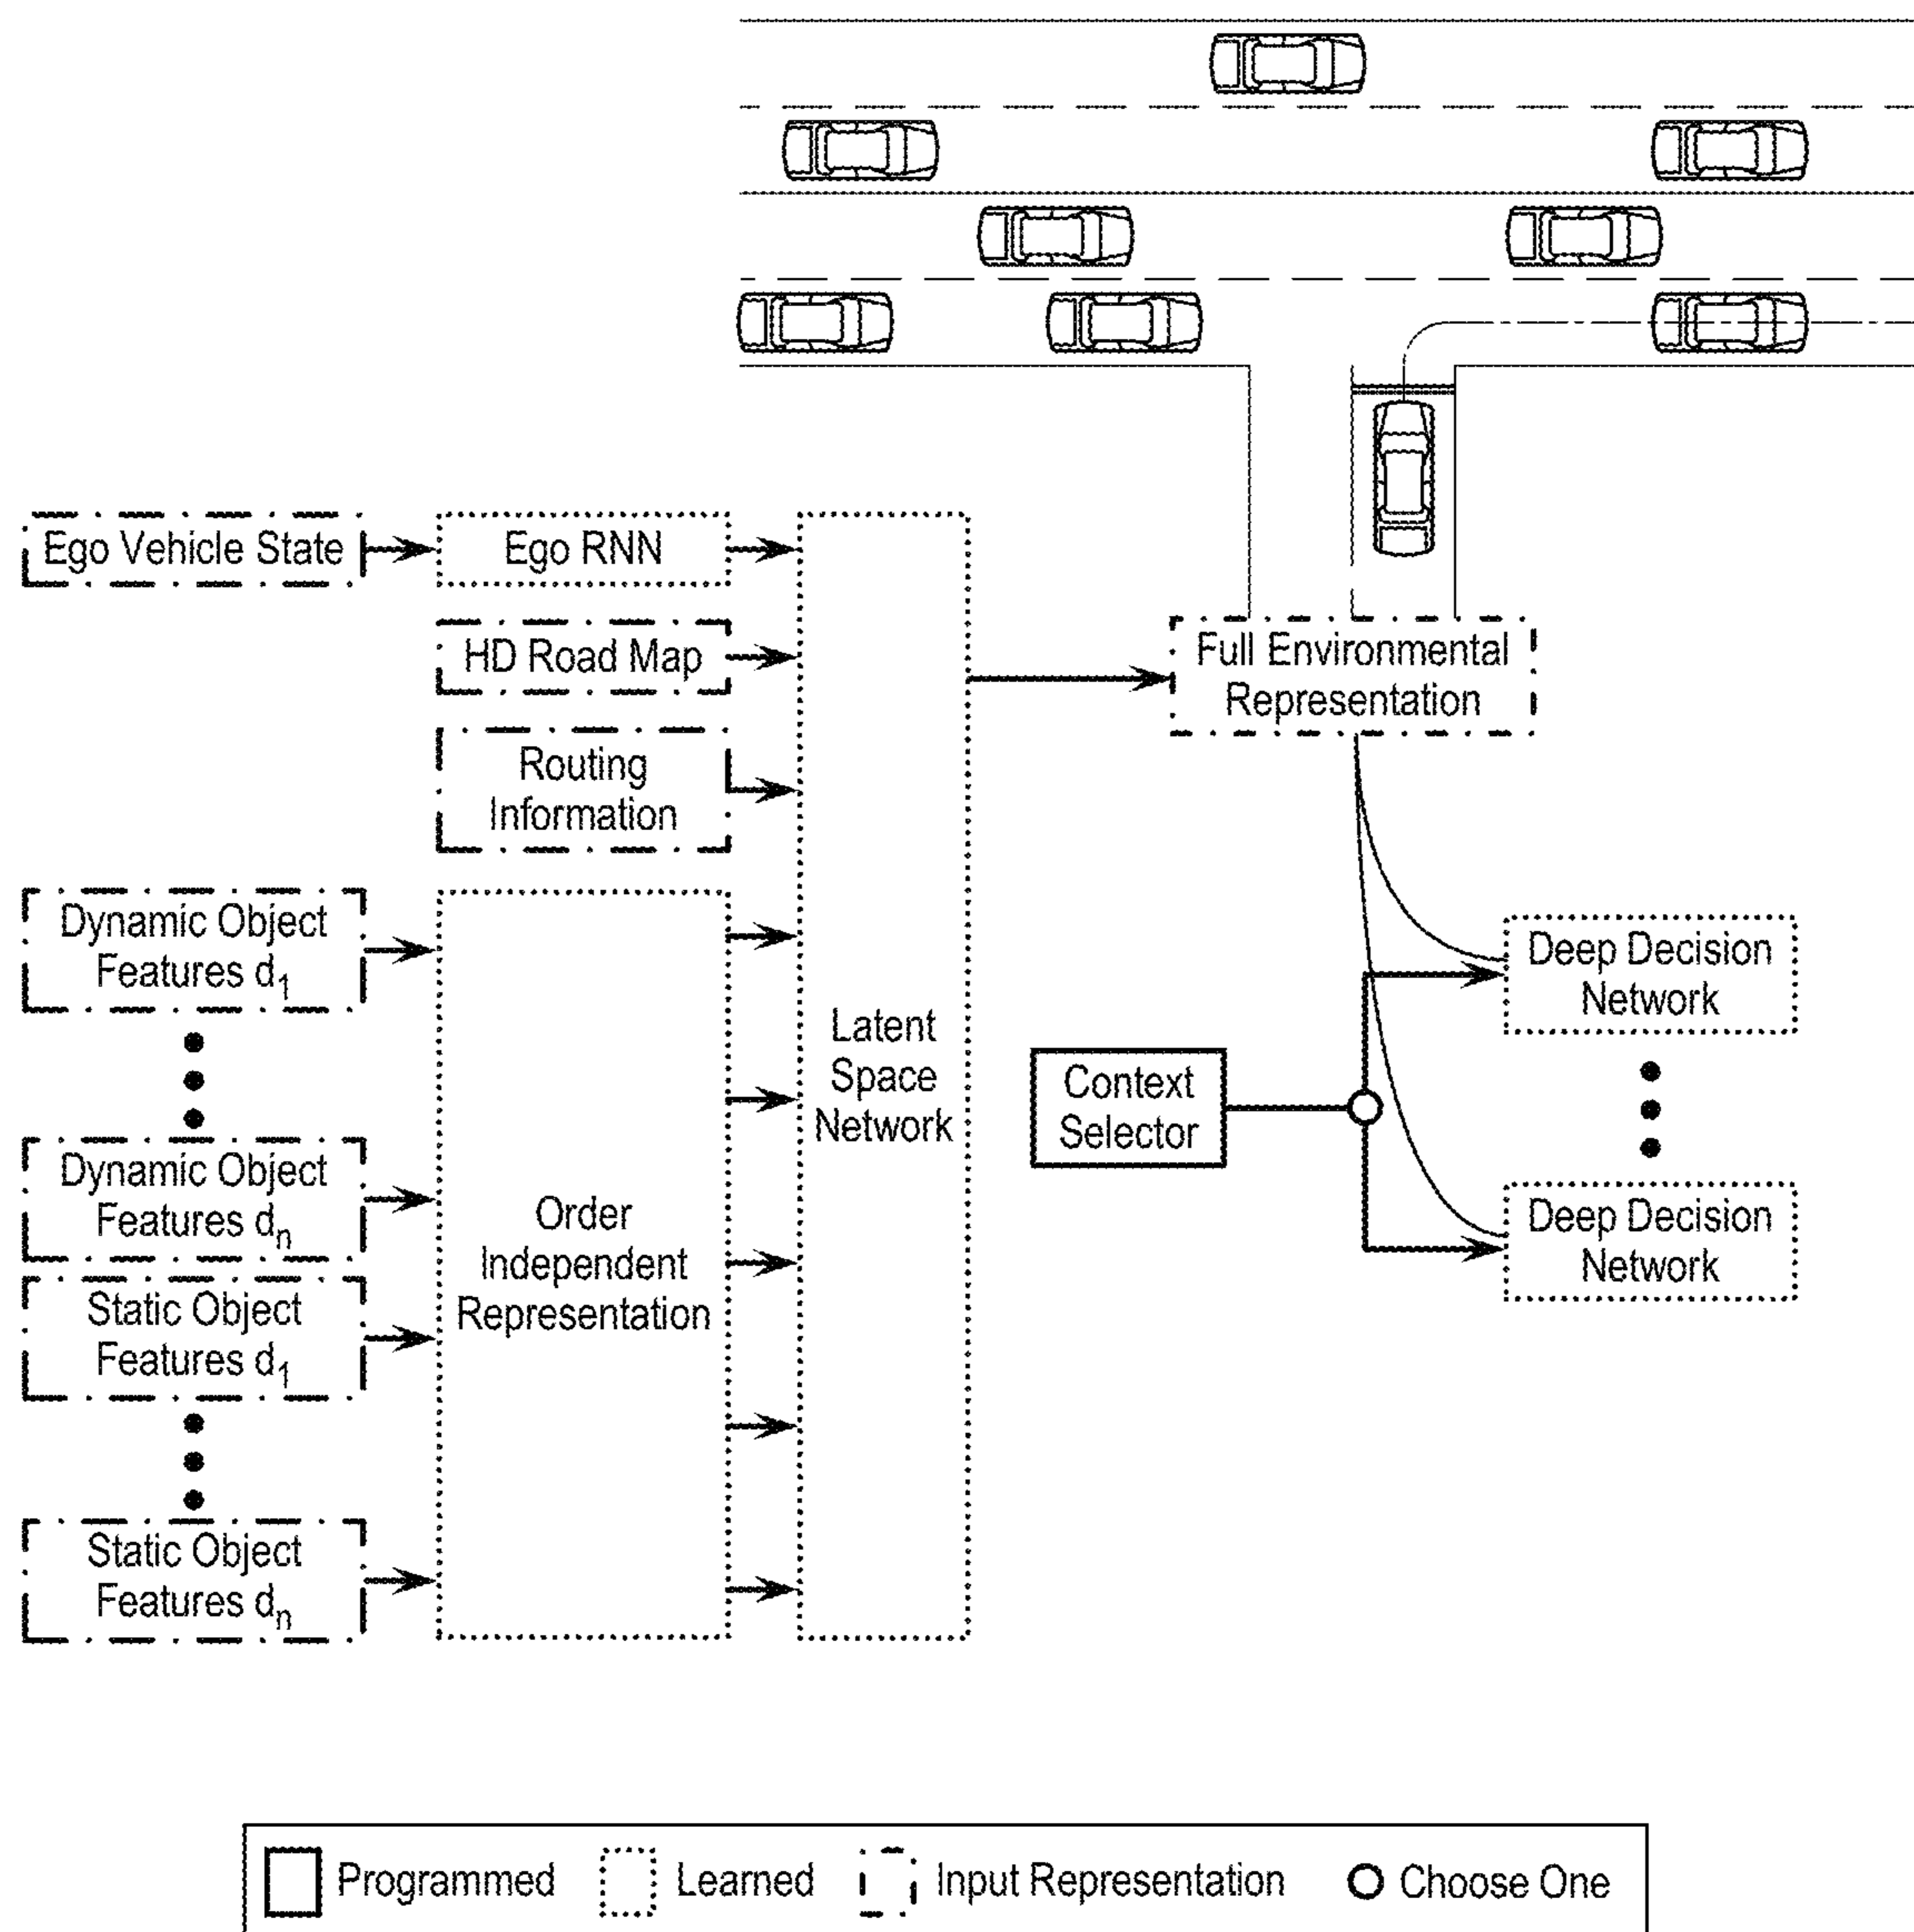 Ego Vehicle State
Ego RNN
HD Road Map
Full Environmental
Representation
Routing
Information
Dynamic Object
Features d₁
Deep Decision
Network
Latent
Space
Network
Context
Selector
Dynamic Object
Features dₙ
Order
Independent
Representation
Deep Decision
Network
Static Object
Features d₁
Static Object
Features dₙ
Programmed
Learned
Input Representation
Choose One